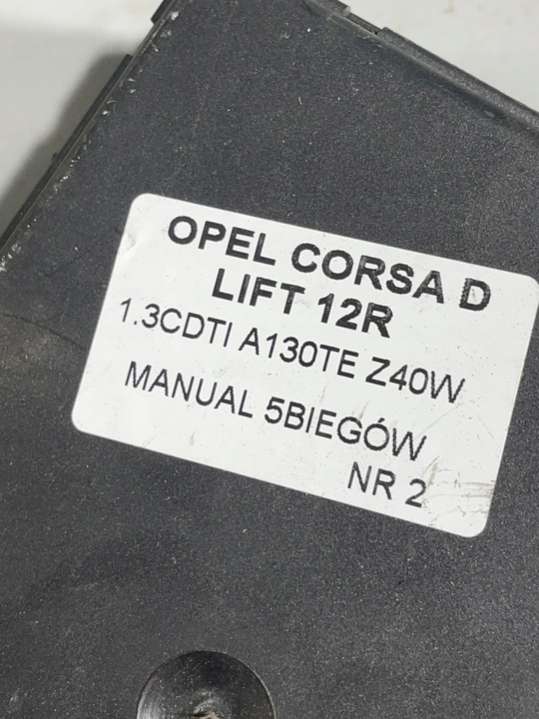 OPEL CORSA D
LIFT 12R
1.3CDTI A130TE Z40W
MANUAL 5BIEGÓW
NR 2